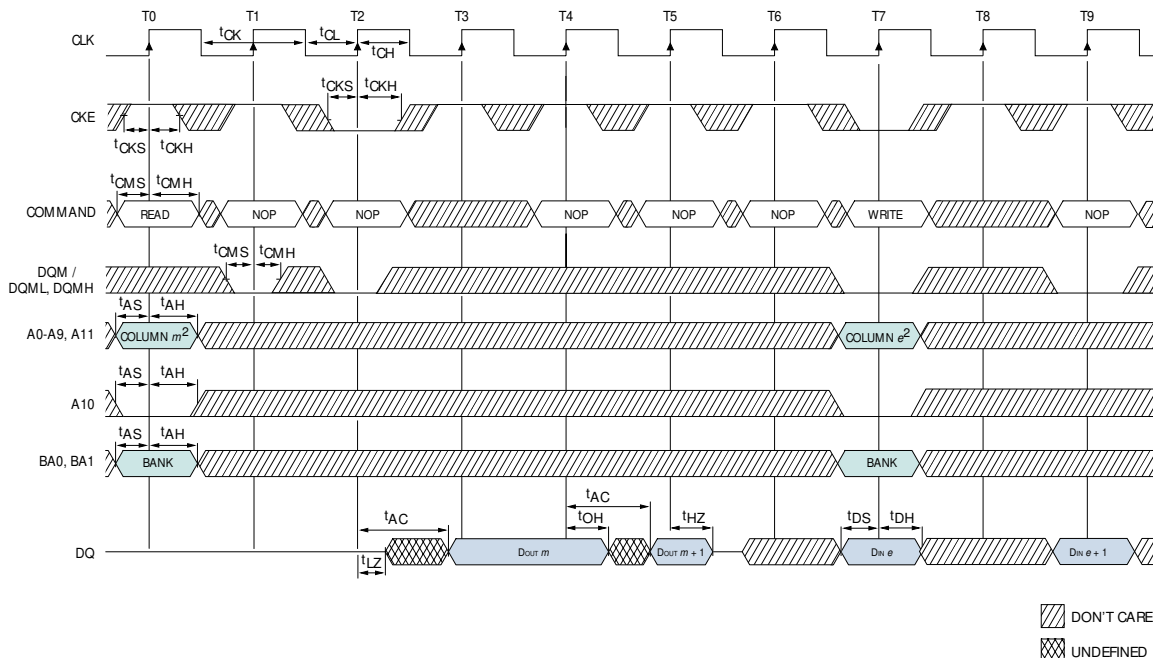 T0 T1 T2 T3 T4 T5 T6 T7 T8 T9
CLK
tCK tCL
tCH
tCKS tCKH
CKE
tCKS tCKH
tCMS tCMH
COMMAND READ NOP NOP NOP NOP NOP WRITE NOP
tCMS tCMH
DQM /
DQML, DQMH
tAS tAH
A0-A9, A11 COLUMN m2 COLUMN e2
tAS tAH
A10
tAS tAH
BA0, BA1 BANK BANK
tAC tAC
tOH tHZ tDS tDH
DQ DOUT m DOUT m + 1 DIN e DIN e + 1
tLZ
DON'T CARE
UNDEFINED